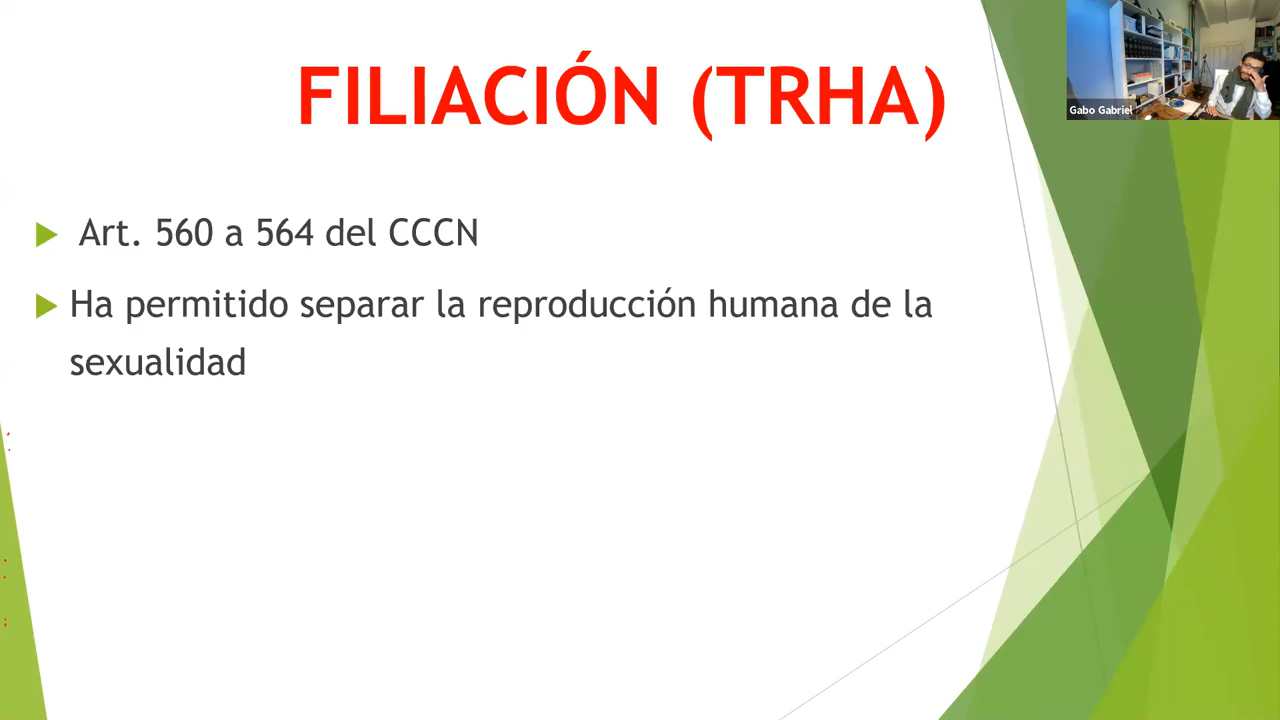 FILIACIÓN (TRHA)
Gabo Gabriel
Art. 560 a 564 del CCCN
Ha permitido separar la reproducción humana de la
sexualidad